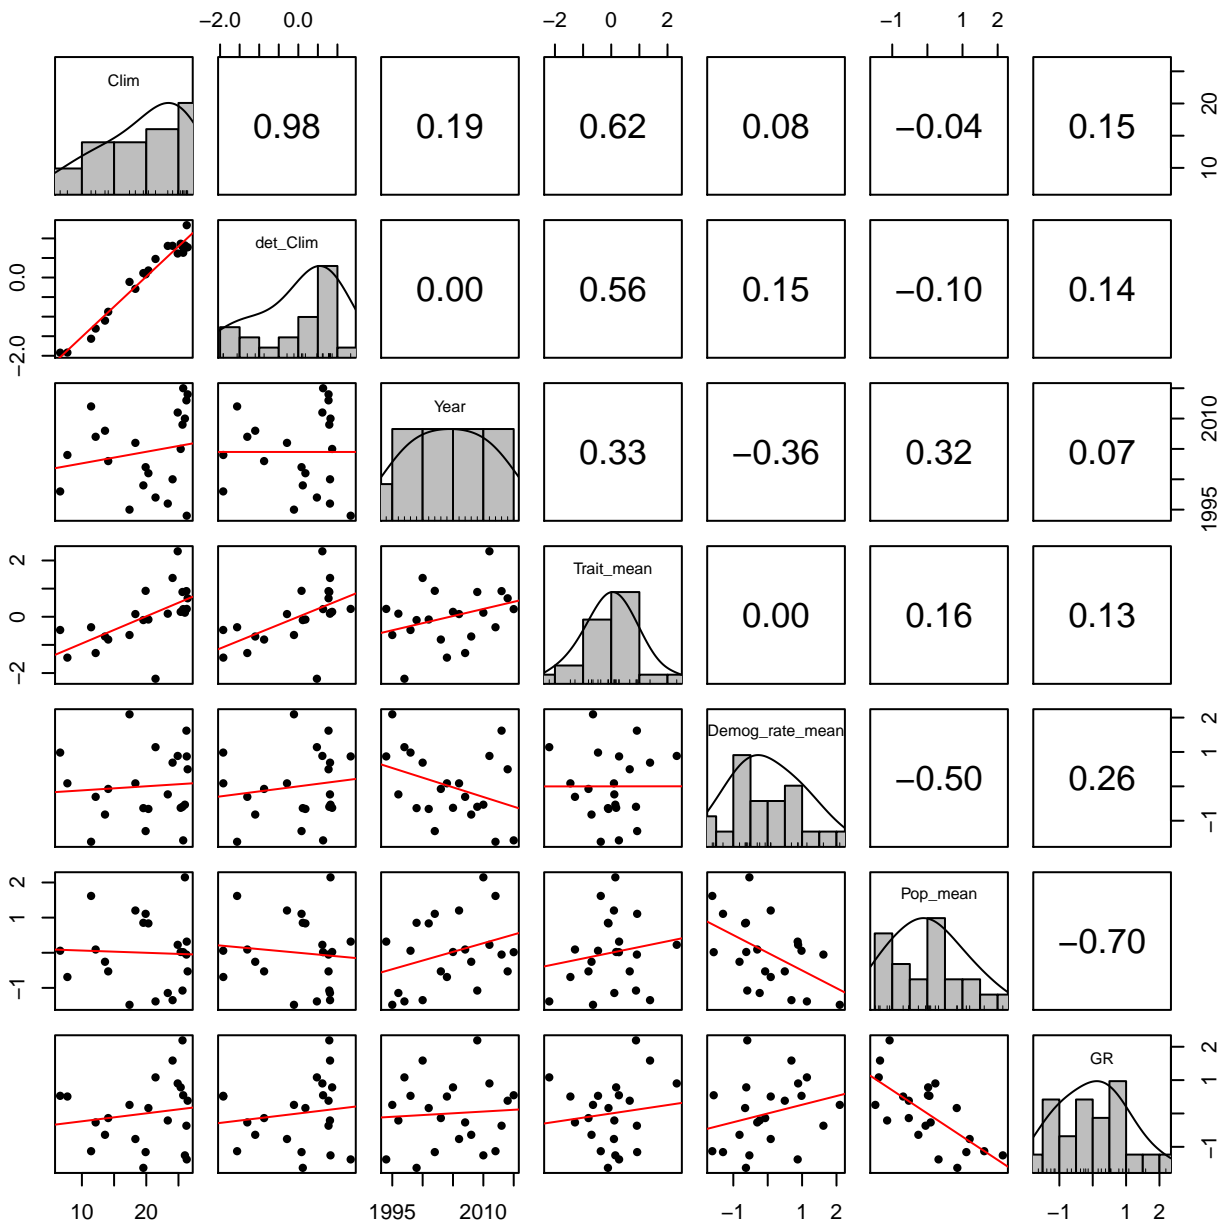 −2.0 0.0 −2 0 2 −1 1 2
Clim 0.98 0.19 0.62 0.08 −0.04 0.15 10 20
−2.0 0.0 det_Clim 0.00 0.56 0.15 −0.10 0.14
Year 0.33 −0.36 0.32 0.07 1995 2010
−2 0 2 Trait_mean 0.00 0.16 0.13
Demog_rate_mean −0.50 0.26 −1 1 2
−1 1 2 Pop_mean −0.70
GR −1 1 2
10 20 1995 2010 −1 1 2 −1 1 2